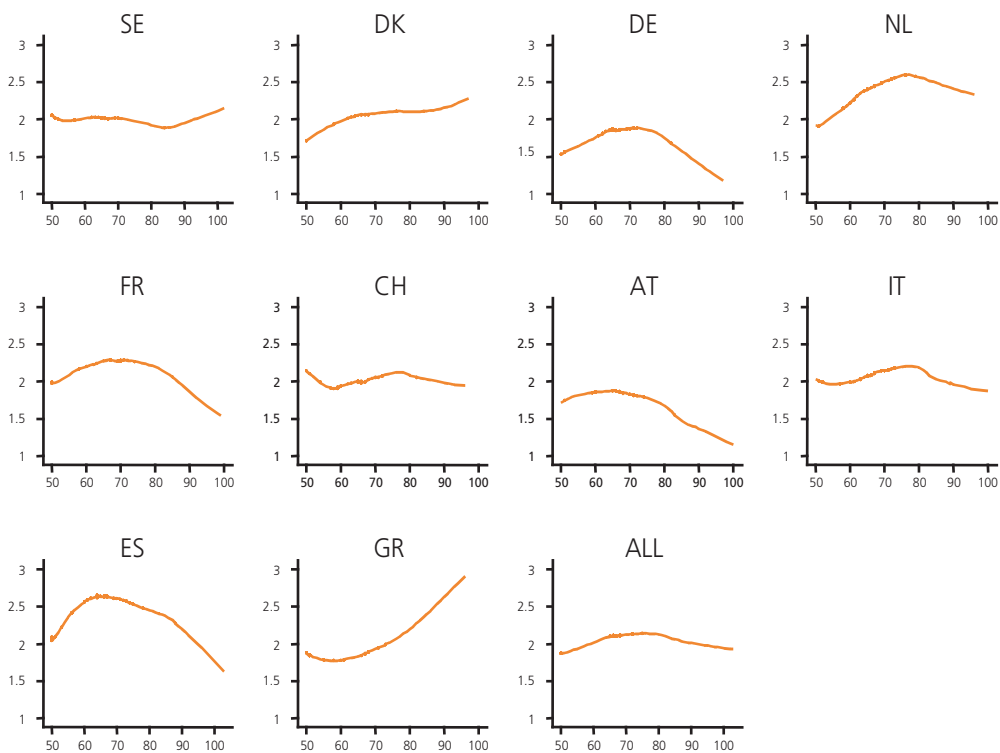 SE DK DE NL
3 3 3 3
2.5 2.5 2.5 2.5
2 2 2 2
1.5 1.5 1.5 1.5
1 1 1 1
50 60 70 80 90 100 50 60 70 80 90 100 50 60 70 80 90 100 50 60 70 80 90 100
FR CH AT IT
3 3 3 3
2.5 2.5 2.5 2.5
2 2 2 2
1.5 1.5 1.5 1.5
1 1 1 1
50 60 70 80 90 100 50 60 70 80 90 100 50 60 70 80 90 100 50 60 70 80 90 100
ES GR ALL
3 3 3
2.5 2.5 2.5
2 2 2
1.5 1.5 1.5
1 1 1
50 60 70 80 90 100 50 60 70 80 90 100 50 60 70 80 90 100